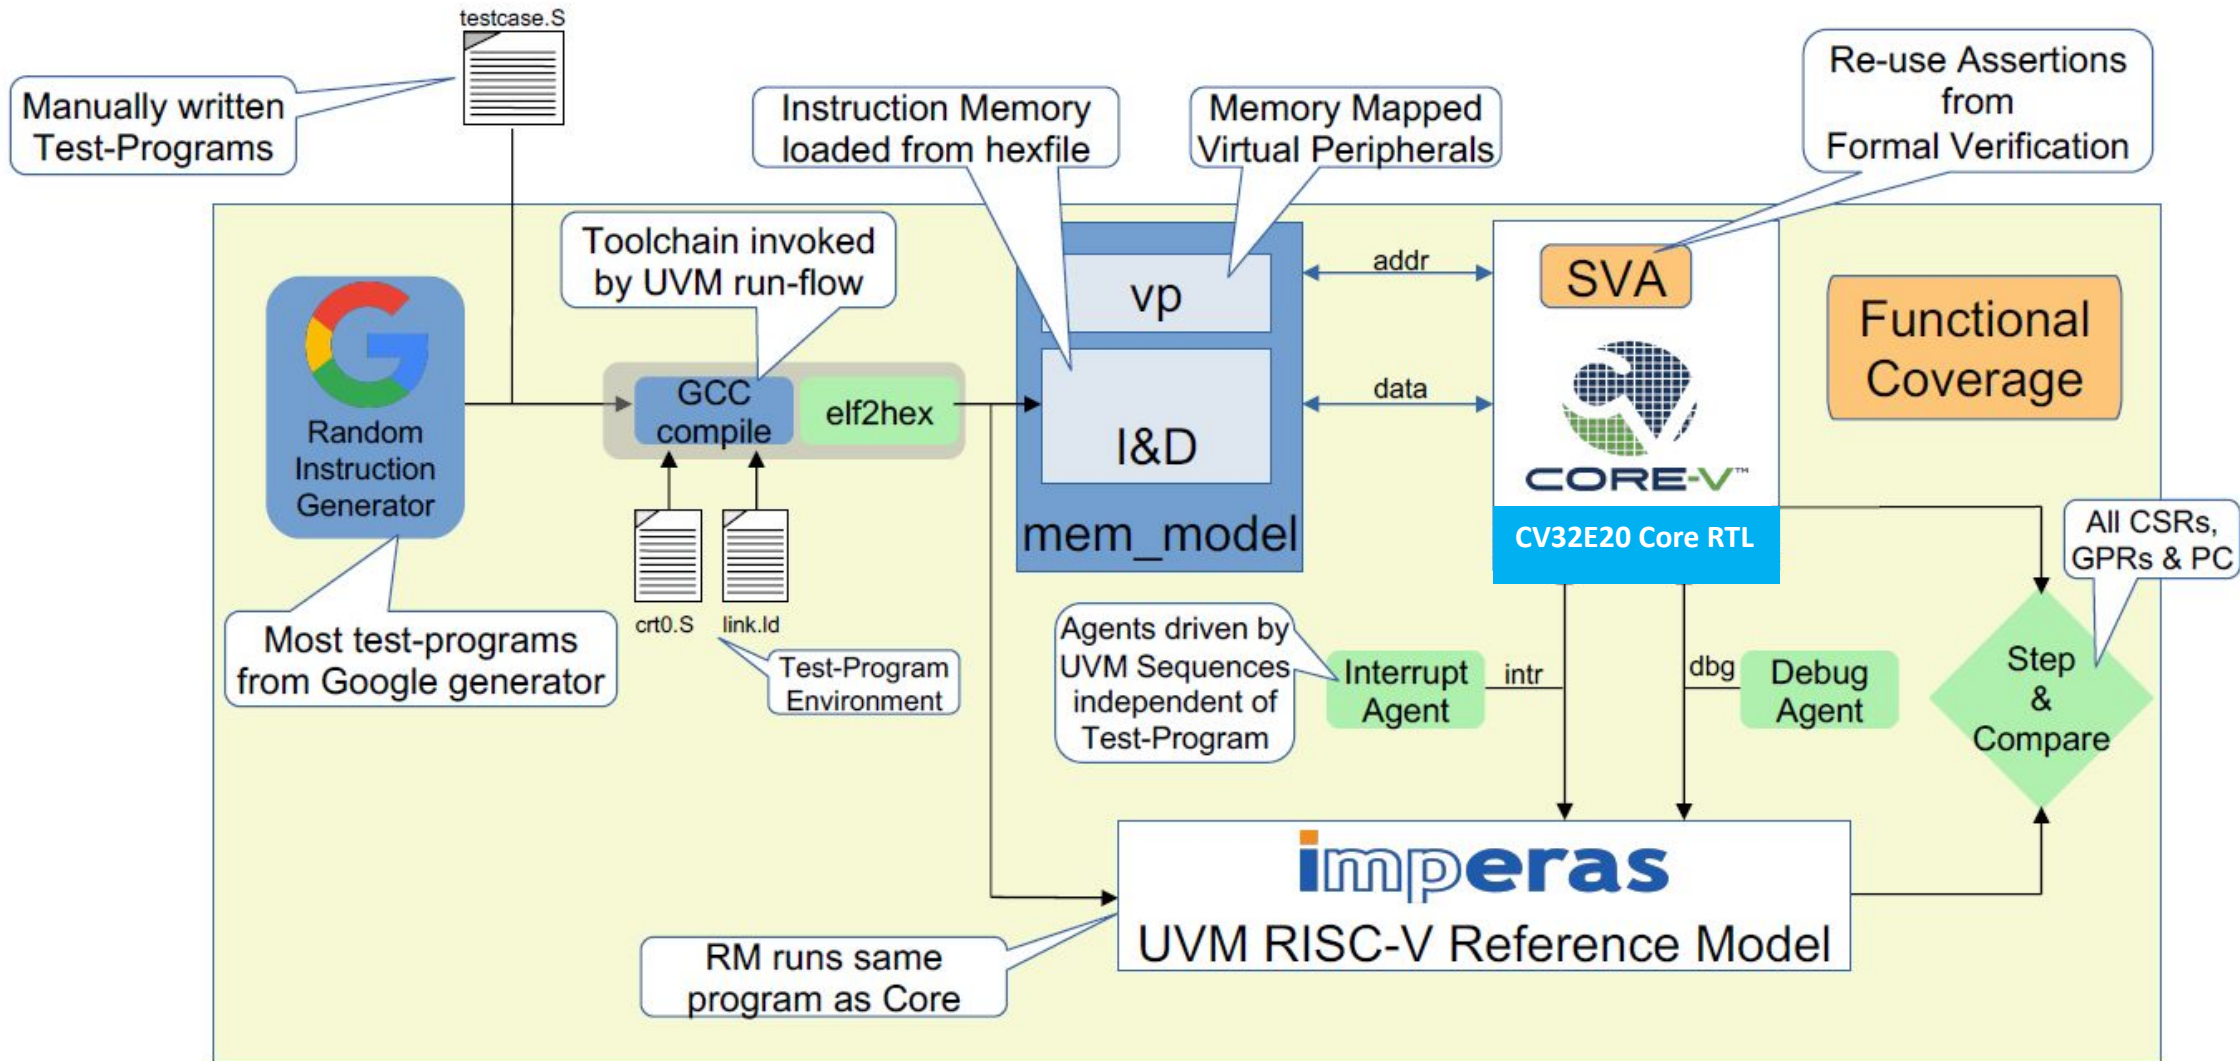 testcase.S
Manually written
Test-Programs
Instruction Memory
loaded from hexfile
Memory Mapped
Virtual Peripherals
Re-use Assertions
from
Formal Verification
Toolchain invoked
by UVM run-flow
Random
Instruction
Generator
GCC
compile
elf2hex
vp
I&D
mem_model
addr
data
SVA
CORE-V™
CV32E20 Core RTL
Functional
Coverage
All CSRs,
GPRs & PC
Most test-programs
from Google generator
crt0.S
link.ld
Test-Program
Environment
Agents driven by
UVM Sequences
independent of
Test-Program
Interrupt
Agent
intr
dbg
Debug
Agent
Step
&
Compare
imperas
UVM RISC-V Reference Model
RM runs same
program as Core